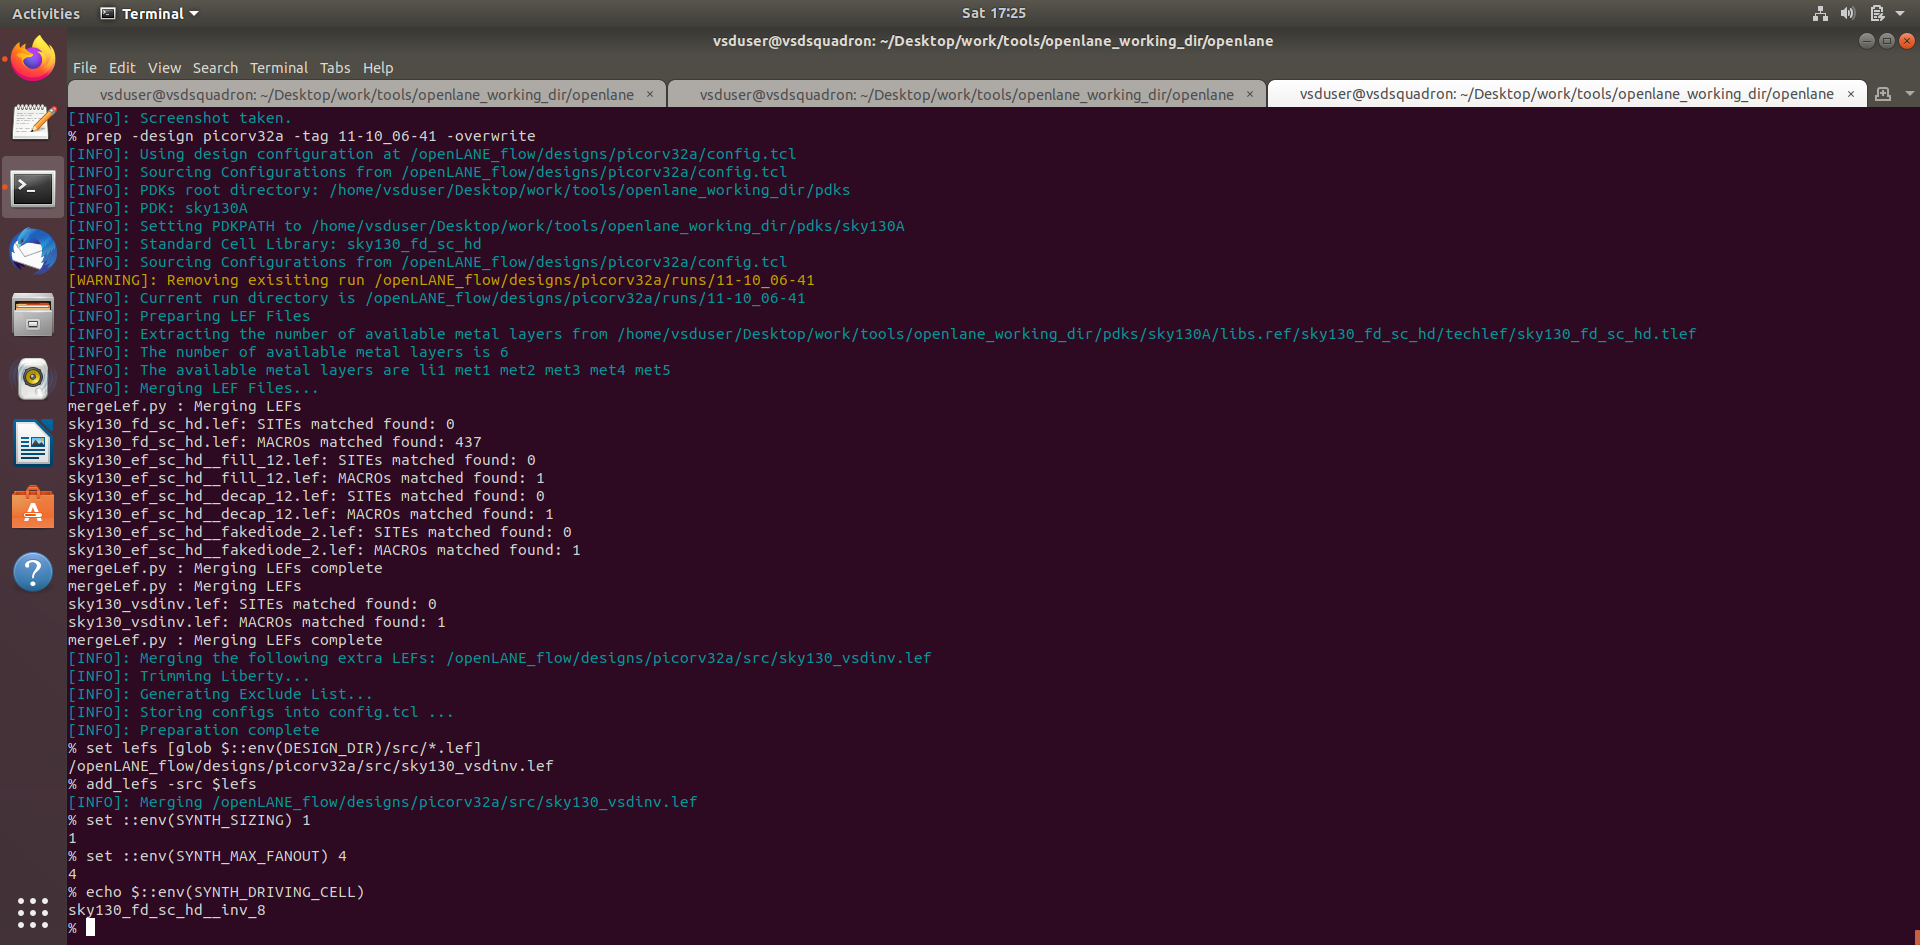 Activities Terminal Sat 17:25
vsduser@vsdsquadron: ~/Desktop/work/tools/openlane_working_dir/openlane
File Edit View Search Terminal Tabs Help
vsduser@vsdsquadron: ~/Desktop/work/tools/openlane_working_dir/openlane × vsduser@vsdsquadron: ~/Desktop/work/tools/openlane_working_dir/openlane × vsduser@vsdsquadron: ~/Desktop/work/tools/openlane_working_dir/openlane ×
[INFO]: Screenshot taken.
% prep -design picorv32a -tag 11-10_06-41 -overwrite
[INFO]: Using design configuration at /openLANE_flow/designs/picorv32a/config.tcl
[INFO]: Sourcing Configurations from /openLANE_flow/designs/picorv32a/config.tcl
[INFO]: PDKs root directory: /home/vsduser/Desktop/work/tools/openlane_working_dir/pdks
[INFO]: PDK: sky130A
[INFO]: Setting PDKPATH to /home/vsduser/Desktop/work/tools/openlane_working_dir/pdks/sky130A
[INFO]: Standard Cell Library: sky130_fd_sc_hd
[INFO]: Sourcing Configurations from /openLANE_flow/designs/picorv32a/config.tcl
[WARNING]: Removing exisiting run /openLANE_flow/designs/picorv32a/runs/11-10_06-41
[INFO]: Current run directory is /openLANE_flow/designs/picorv32a/runs/11-10_06-41
[INFO]: Preparing LEF Files
[INFO]: Extracting the number of available metal layers from /home/vsduser/Desktop/work/tools/openlane_working_dir/pdks/sky130A/libs.ref/sky130_fd_sc_hd/techlef/sky130_fd_sc_hd.tlef
[INFO]: The number of available metal layers is 6
[INFO]: The available metal layers are li1 met1 met2 met3 met4 met5
[INFO]: Merging LEF Files...
mergeLef.py : Merging LEFs
sky130_fd_sc_hd.lef: SITEs matched found: 0
sky130_fd_sc_hd.lef: MACROs matched found: 437
sky130_ef_sc_hd__fill_12.lef: SITEs matched found: 0
sky130_ef_sc_hd__fill_12.lef: MACROs matched found: 1
sky130_ef_sc_hd__decap_12.lef: SITEs matched found: 0
sky130_ef_sc_hd__decap_12.lef: MACROs matched found: 1
sky130_ef_sc_hd__fakediode_2.lef: SITEs matched found: 0
sky130_ef_sc_hd__fakediode_2.lef: MACROs matched found: 1
mergeLef.py : Merging LEFs complete
mergeLef.py : Merging LEFs
sky130_vsdinv.lef: SITEs matched found: 0
sky130_vsdinv.lef: MACROs matched found: 1
mergeLef.py : Merging LEFs complete
[INFO]: Merging the following extra LEFs: /openLANE_flow/designs/picorv32a/src/sky130_vsdinv.lef
[INFO]: Trimming Liberty...
[INFO]: Generating Exclude List...
[INFO]: Storing configs into config.tcl ...
[INFO]: Preparation complete
% set lefs [glob $::env(DESIGN_DIR)/src/*.lef]
/openLANE_flow/designs/picorv32a/src/sky130_vsdinv.lef
% add_lefs -src $lefs
[INFO]: Merging /openLANE_flow/designs/picorv32a/src/sky130_vsdinv.lef
% set ::env(SYNTH_SIZING) 1
1
% set ::env(SYNTH_MAX_FANOUT) 4
4
% echo $::env(SYNTH_DRIVING_CELL)
sky130_fd_sc_hd__inv_8
%